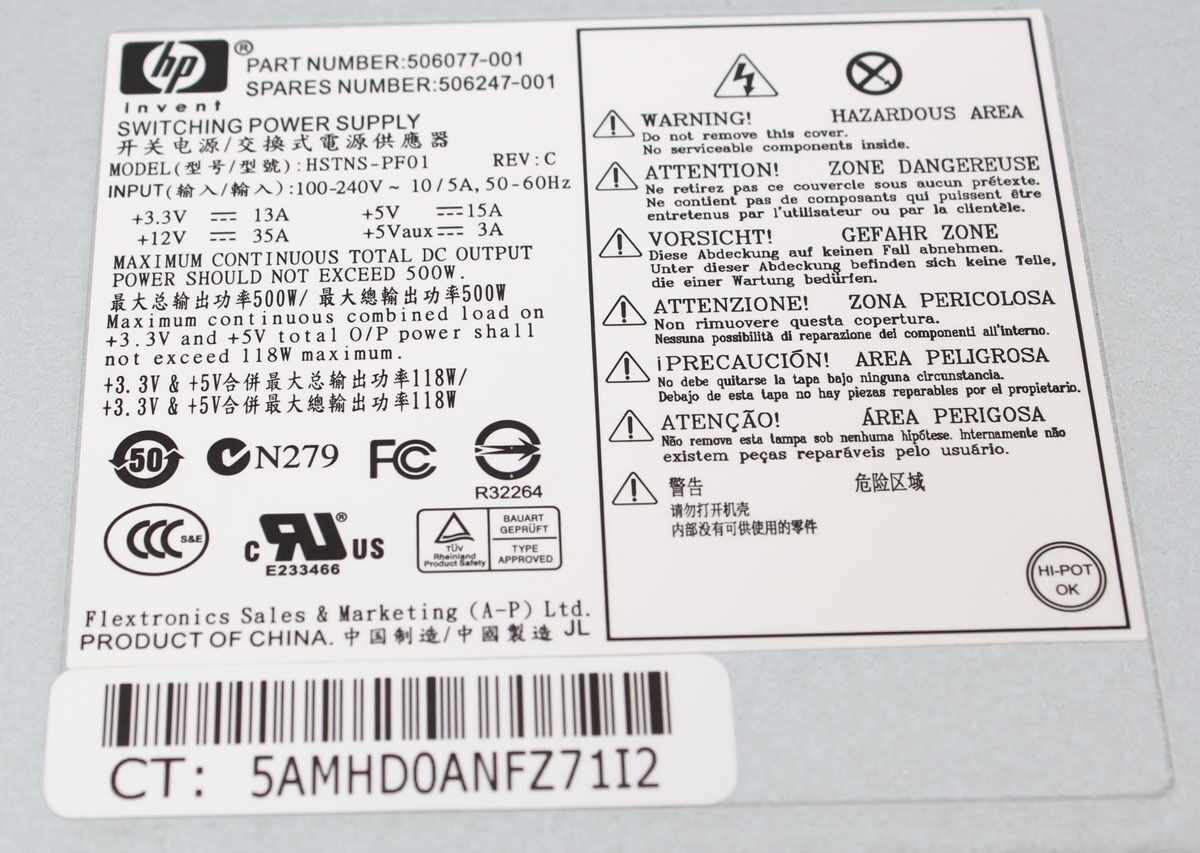 hp ®
invent
PART NUMBER:506077-001
SPARES NUMBER:506247-001
SWITCHING POWER SUPPLY
开关电源/交換式電源供應器
MODEL(型号/型號):HSTNS-PF01 REV:C
INPUT(输入/輸入):100-240V~ 10/5A, 50-60Hz
+3.3V ⎓ 13A +5V ⎓ 15A
+12V ⎓ 35A +5Vaux ⎓ 3A
MAXIMUM CONTINUOUS TOTAL DC OUTPUT
POWER SHOULD NOT EXCEED 500W.
最大总输出功率500W/ 最大總輸出功率500W
Maximum continuous combined load on
+3.3V and +5V total O/P power shall
not exceed 118W maximum.
+3.3V & +5V合併最大总输出功率118W/
+3.3V & +5V合併最大總輸出功率118W
50 N279 FC
R32264
CCC S&E
c RU ® US
E233466
TÜV
Rheinland
Product Safety
BAUART
GEPRÜFT
TYPE
APPROVED
Flextronics Sales & Marketing (A-P) Ltd.
PRODUCT OF CHINA. 中国制造/中國製造 JL
WARNING! HAZARDOUS AREA
Do not remove this cover.
No serviceable components inside.
ATTENTION! ZONE DANGEREUSE
Ne retirez pas ce couvercle sous aucun prétexte.
Ne contient pas de composants qui puissent être
entretenus par l'utilisateur ou par la clientèle.
VORSICHT! GEFAHR ZONE
Diese Abdeckung auf keinen Fall abnehmen.
Unter dieser Abdeckung befinden sich keine Teile,
die einer Wartung bedürfen.
ATTENZIONE! ZONA PERICOLOSA
Non rimuovere questa copertura.
Nessuna possibilità di reparazione del componenti all'interno.
¡PRECAUCIÓN! AREA PELIGROSA
No debe quitarse la tapa bajo ninguna circunstancia.
Debajo de esta tapa no hay piezas reparables por el propietario.
ATENÇÃO! ÁREA PERIGOSA
Não remova esta tampa sob nenhuma hipótese. Internamente não
existem peças reparáveis pelo usuário.
警告 危险区域
请勿打开机壳
内部没有可供使用的零件
HI-POT
OK
CT: 5AMHD0ANFZ71I2